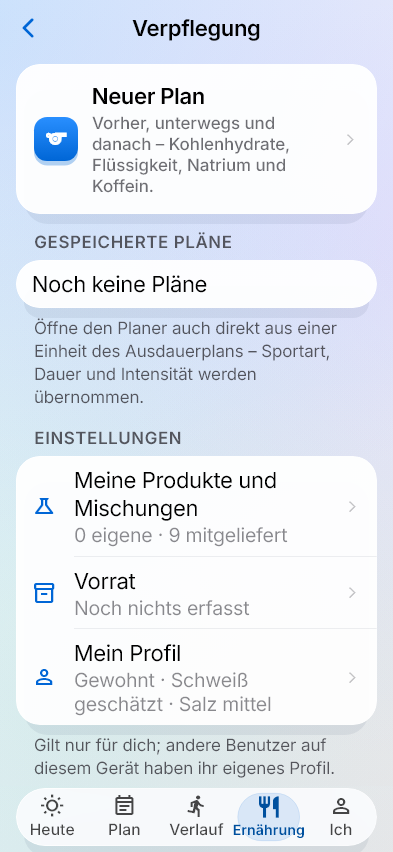 Verpflegung
Neuer Plan
Vorher, unterwegs und
danach – Kohlenhydrate,
Flüssigkeit, Natrium und
Koffein.
GESPEICHERTE PLÄNE
Noch keine Pläne
Öffne den Planer auch direkt aus einer
Einheit des Ausdauerplans – Sportart,
Dauer und Intensität werden
übernommen.
EINSTELLUNGEN
Meine Produkte und
Mischungen
0 eigene · 9 mitgeliefert
Vorrat
Noch nichts erfasst
Mein Profil
Gewohnt · Schweiß
geschätzt · Salz mittel
Gilt nur für dich; andere Benutzer auf
diesem Gerät haben ihr eigenes Profil.
Heute Plan Verlauf Ernährung Ich